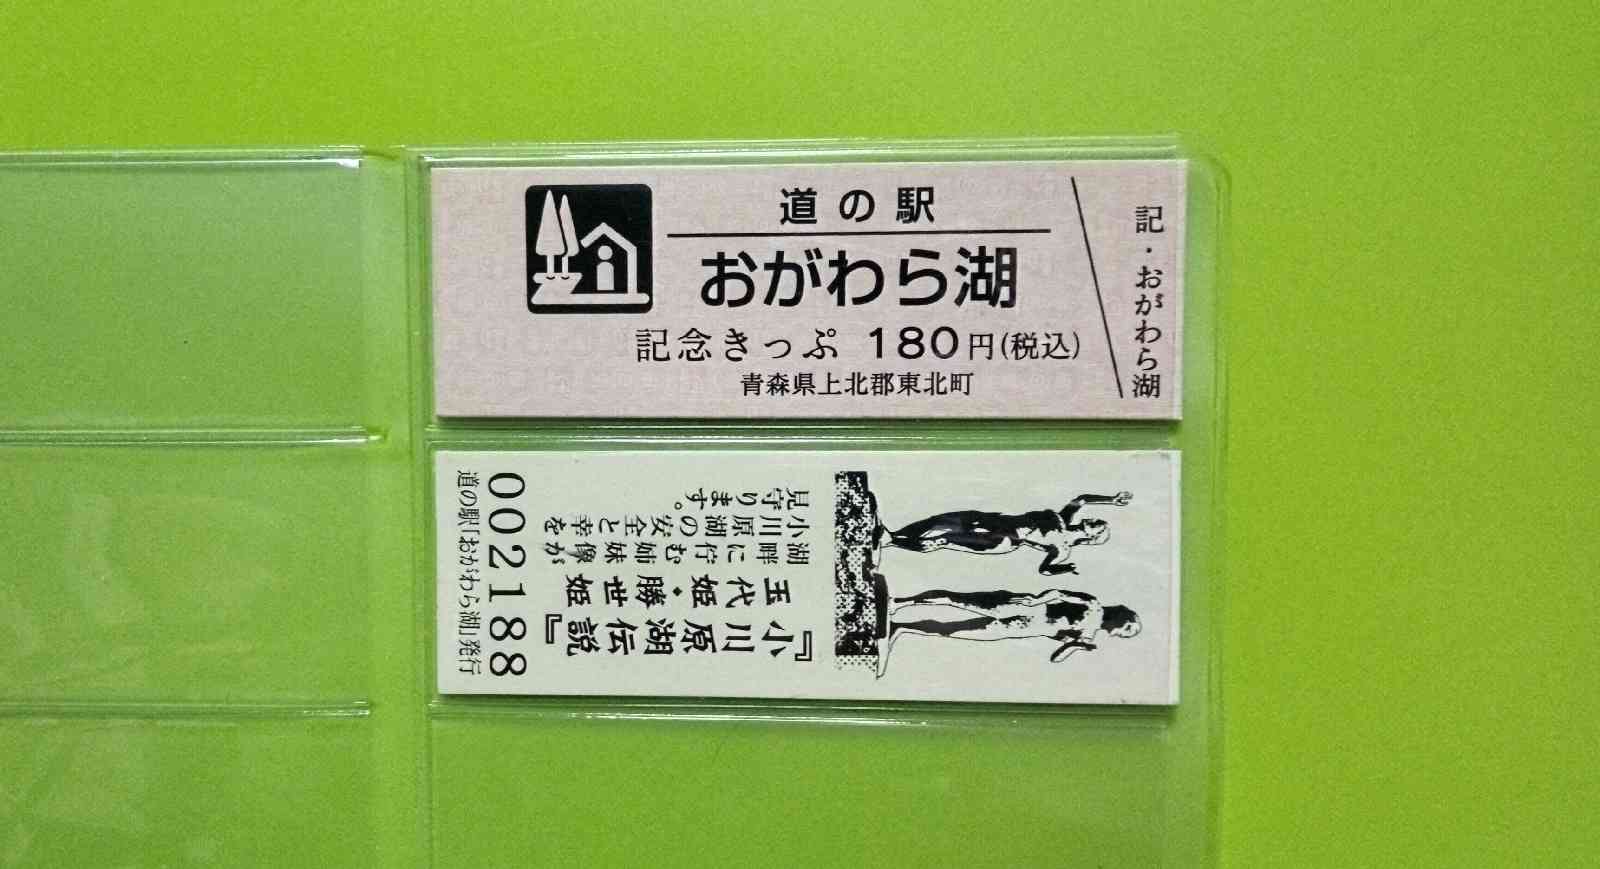 道の駅
おがわら湖
記念きっぷ 180円(税込)
青森県上北郡東北町
記・おがわら湖
『小川原湖伝説』
玉代姫・勝世姫
湖畔に佇む姉妹像が
小川原湖の安全と幸を
見守ります。
002188
道の駅「おがわら湖」発行